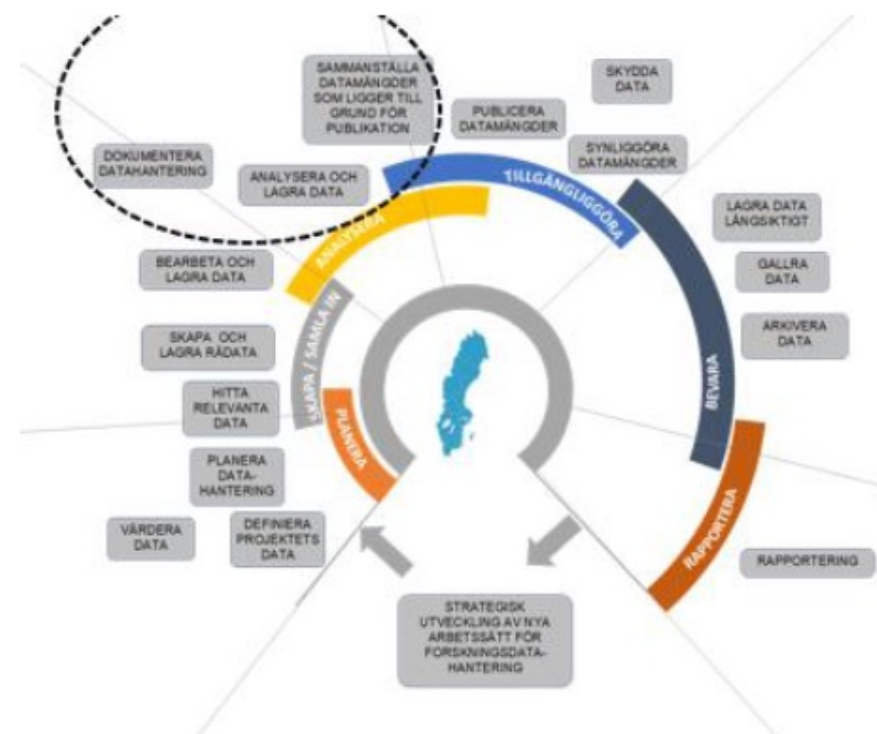 SAMMANSTÄLLA
DATAMÄNGDER
SOM LIGGER TILL
GRUND FÖR
PUBLIKATION
SKYDDA
DATA
PUBLICERA
DATAMÄNGDER
DOKUMENTERA
DATAHANTERING
SYNLIGGÖRA
DATAMÄNGDER
ANALYSERA OCH
LAGRA DATA
TILLGÄNGLIGGÖRA
ANALYSERA
LAGRA DATA
LÅNGSIKTIGT
BEARBETA OCH
LAGRA DATA
GALLRA
DATA
SKAPA / SAMLA IN
ARKIVERA
DATA
SKAPA OCH
LAGRA RÅDATA
BEVARA
HITTA
RELEVANTA
DATA
PLANERA
PLANERA
DATA-
HANTERING
RAPPORTERA
VÄRDERA
DATA
DEFINIERA
PROJEKTETS
DATA
RAPPORTERING
STRATEGISK
UTVECKLING AV NYA
ARBETSSÄTT FÖR
FORSKNINGSDATA-
HANTERING